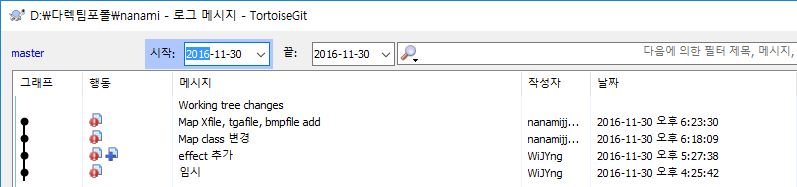 D:\다렉팀포폴\nanami - 로그 메시지 - TortoiseGit
master 시작: 2016-11-30 끝: 2016-11-30 다음에 의한 필터 제목, 메시지,
그래프 행동 메시지 작성자 날짜
Working tree changes
Map Xfile, tgafile, bmpfile add nanamijj... 2016-11-30 오후 6:23:30
Map class 변경 nanamijj... 2016-11-30 오후 6:18:09
effect 추가 WiJYng 2016-11-30 오후 5:27:38
임시 WiJYng 2016-11-30 오후 4:25:42